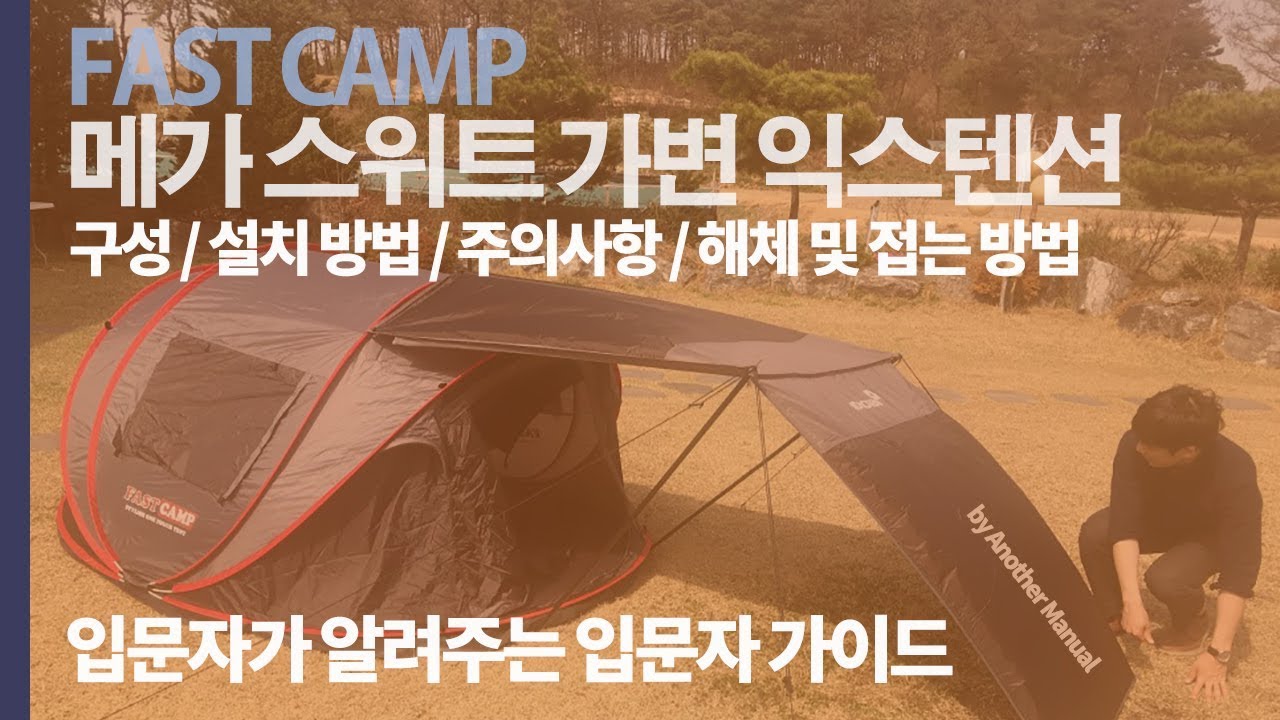 FAST CAMP
메가 스위트 가변 익스텐션
구성 / 설치 방법 / 주의사항 / 해체 및 접는 방법
FAST CAMP
by Another Manual
입문자가 알려주는 입문자 가이드